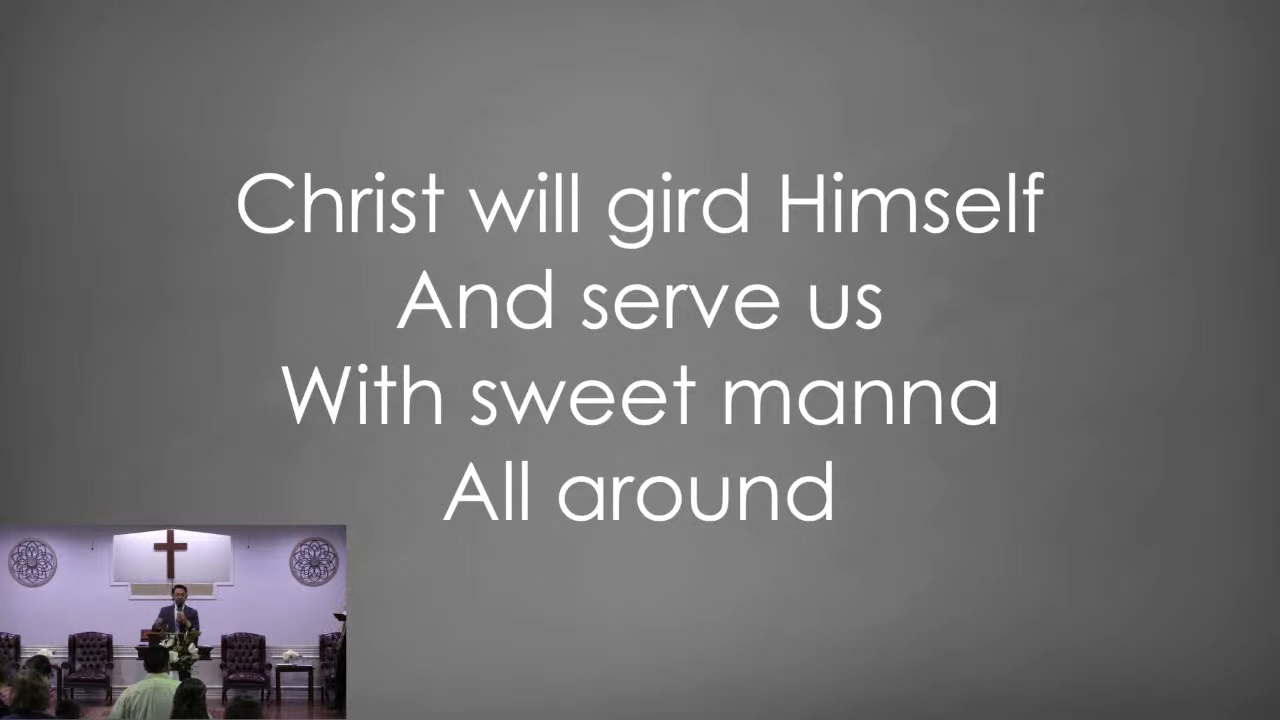 Christ will gird Himself
And serve us
With sweet manna
All around